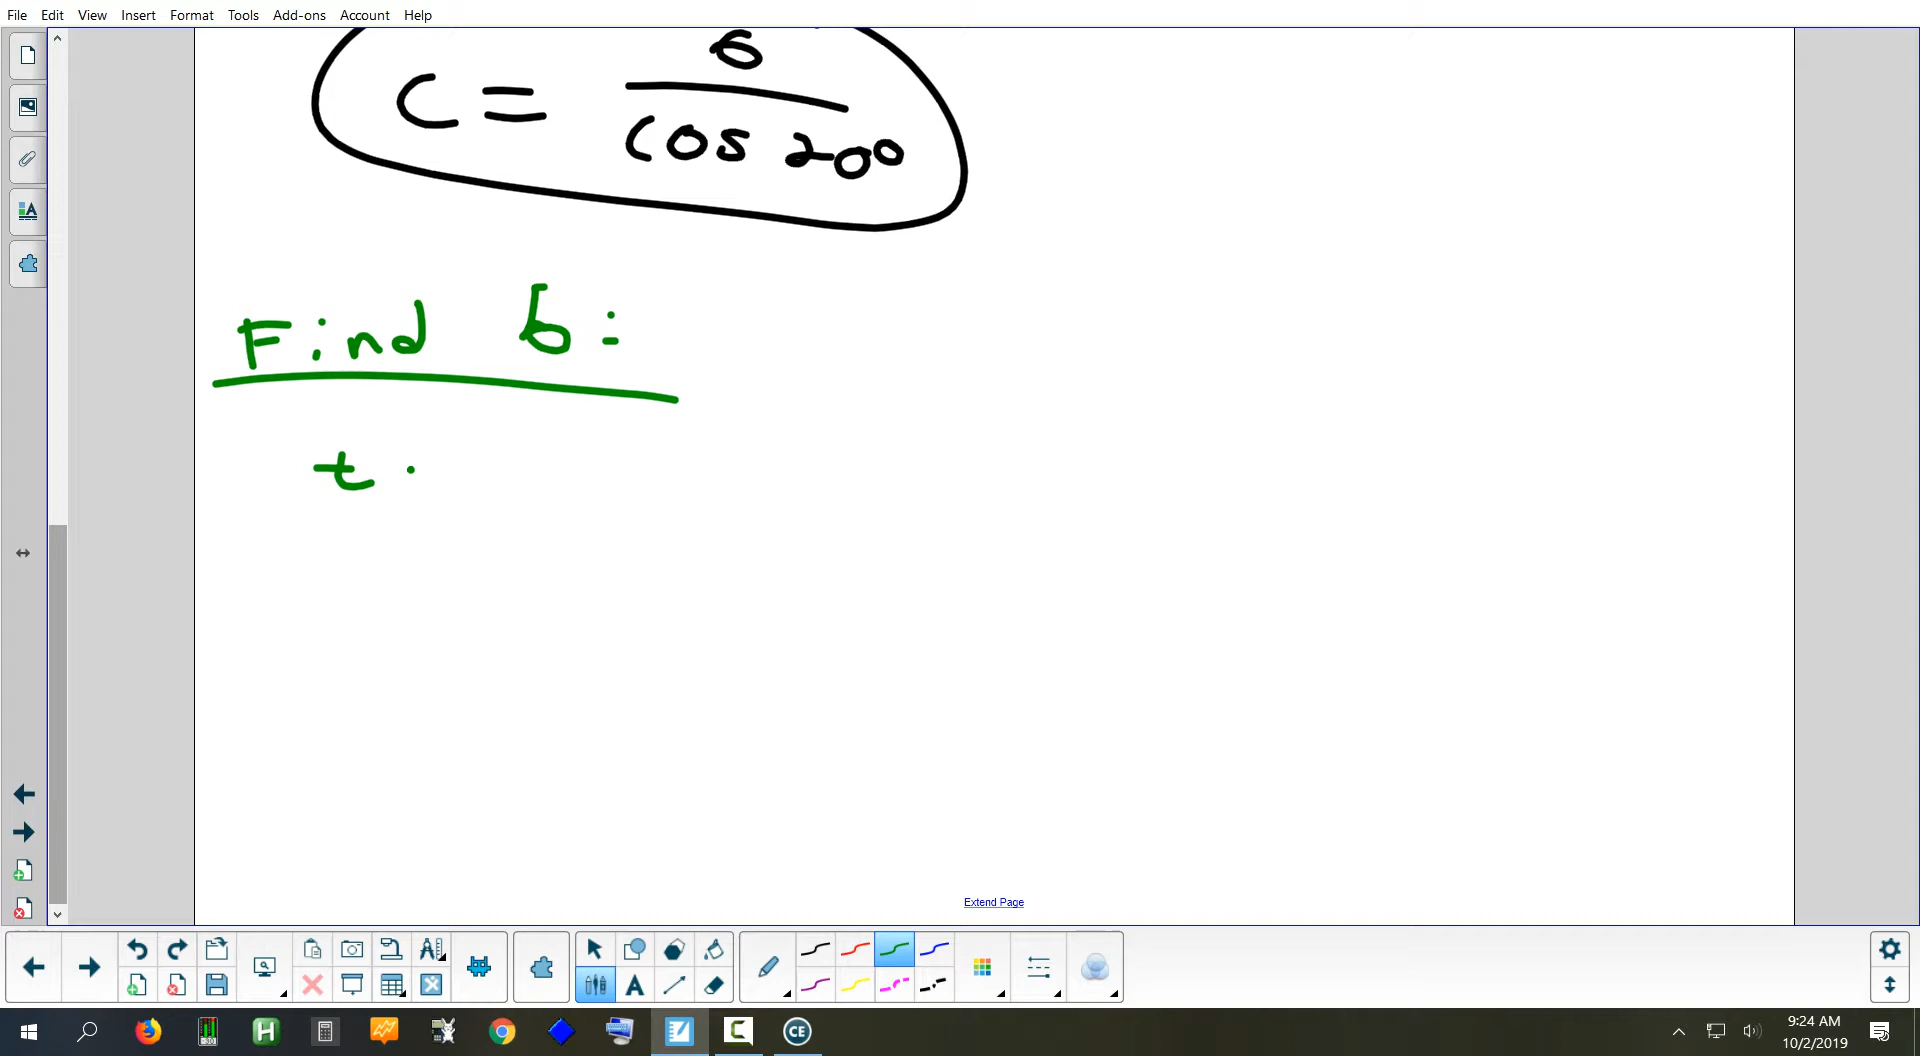 File Edit View Insert Format Tools Add-ons Account Help
C = 6
cos 20°
Find b:
t
Extend Page
9:24 AM
10/2/2019